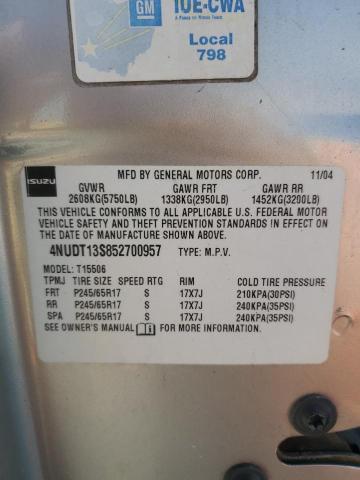 GM
IUE-CWA
A POWER FOR WORKING FAMILIES
Local
798
ISUZU
MFD BY GENERAL MOTORS CORP. 11/04
GVWR GAWR FRT GAWR RR
2608KG(5750LB) 1338KG(2950LB) 1452KG(3200LB)
THIS VEHICLE CONFORMS TO ALL APPLICABLE U.S. FEDERAL MOTOR
VEHICLE SAFETY AND THEFT PREVENTION STANDARDS IN EFFECT ON
THE DATE OF MANUFACTURE SHOWN ABOVE.
4NUDT13S852700957 TYPE: M.P.V.
MODEL: T15506
TPMJ TIRE SIZE SPEED RTG RIM COLD TIRE PRESSURE
FRT P245/65R17 S 17X7J 210KPA(30PSI)
RR P245/65R17 S 17X7J 240KPA(35PSI)
SPA P245/65R17 S 17X7J 240KPA(35PSI)
SEE OWNER'S MANUAL FOR MORE INFORMATION.